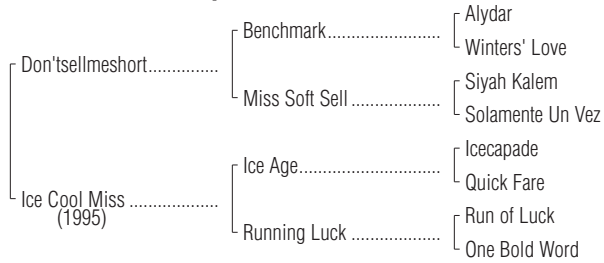 Alydar
Benchmark
Winters' Love
Don'tsellmeshort
Siyah Kalem
Miss Soft Sell
Solamente Un Vez
Icecapade
Ice Age
Quick Fare
Ice Cool Miss
(1995)
Run of Luck
Running Luck
One Bold Word